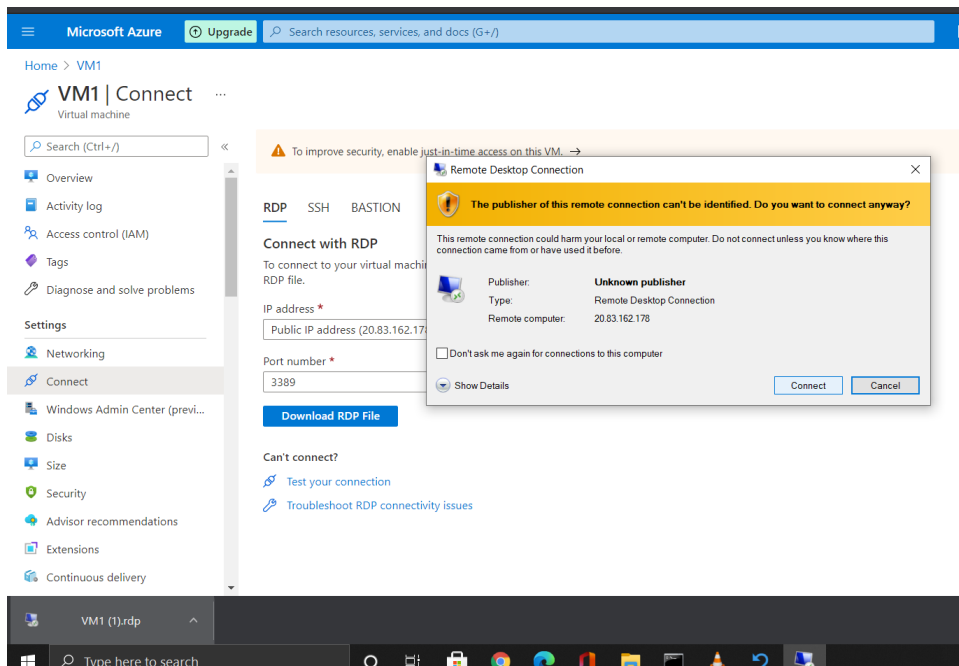 Microsoft Azure
Upgrade
Search resources, services, and docs (G+/)
Home > VM1
VM1 | Connect ...
Virtual machine
Search (Ctrl+/)
«
Overview
Activity log
Access control (IAM)
Tags
Diagnose and solve problems
Settings
Networking
Connect
Windows Admin Center (previ...
Disks
Size
Security
Advisor recommendations
Extensions
Continuous delivery
To improve security, enable just-in-time access on this VM. →
RDP SSH BASTION
Connect with RDP
To connect to your virtual machi
RDP file.
IP address *
Public IP address (20.83.162.17
Port number *
3389
Download RDP File
Can't connect?
Test your connection
Troubleshoot RDP connectivity issues
Remote Desktop Connection
The publisher of this remote connection can't be identified. Do you want to connect anyway?
This remote connection could harm your local or remote computer. Do not connect unless you know where this
connection came from or have used it before.
Publisher: Unknown publisher
Type: Remote Desktop Connection
Remote computer: 20.83.162.178
Don't ask me again for connections to this computer
Show Details
Connect
Cancel
VM1 (1).rdp
Type here to search